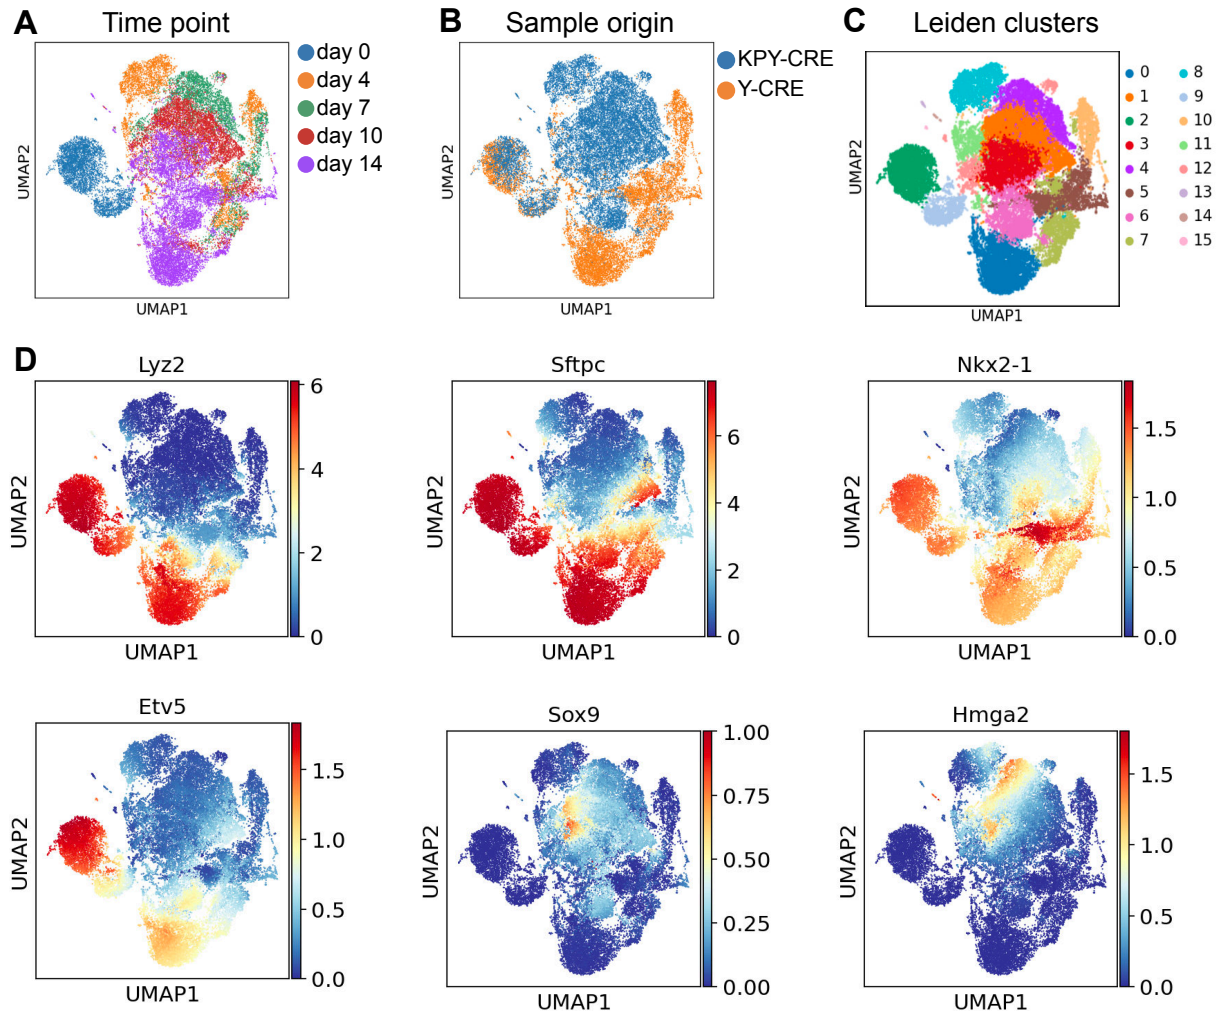 A Time point
day 0
day 4
day 7
day 10
day 14
UMAP2
UMAP1
B Sample origin
KPY-CRE
Y-CRE
UMAP2
UMAP1
C Leiden clusters
0 8
1 9
2 10
3 11
4 12
5 13
6 14
7 15
UMAP2
UMAP1
D
Lyz2
6
4
2
0
UMAP2
UMAP1
Sftpc
6
4
2
0
UMAP2
UMAP1
Nkx2-1
1.5
1.0
0.5
0.0
UMAP2
UMAP1
Etv5
1.5
1.0
0.5
0.0
UMAP2
UMAP1
Sox9
1.00
0.75
0.50
0.25
0.00
UMAP2
UMAP1
Hmga2
1.5
1.0
0.5
0.0
UMAP2
UMAP1